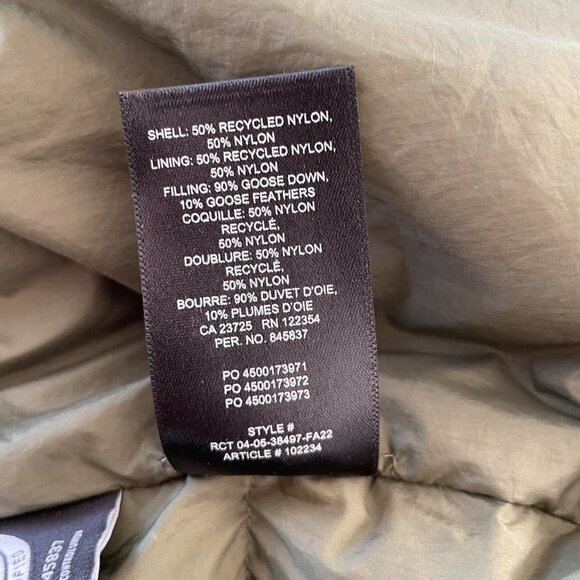 SHELL: 50% RECYCLED NYLON,
50% NYLON
LINING: 50% RECYCLED NYLON,
50% NYLON
FILLING: 90% GOOSE DOWN,
10% GOOSE FEATHERS
COQUILLE: 50% NYLON
RECYCLÉ,
50% NYLON
DOUBLURE: 50% NYLON
RECYCLÉ,
50% NYLON
BOURRE: 90% DUVET D'OIE,
10% PLUMES D'OIE
CA 23725 RN 122354
PER. NO. 845837
PO 4500173971
PO 4500173972
PO 4500173973
STYLE #
RCT 04-05-38497-FA22
ARTICLE # 102234
45837